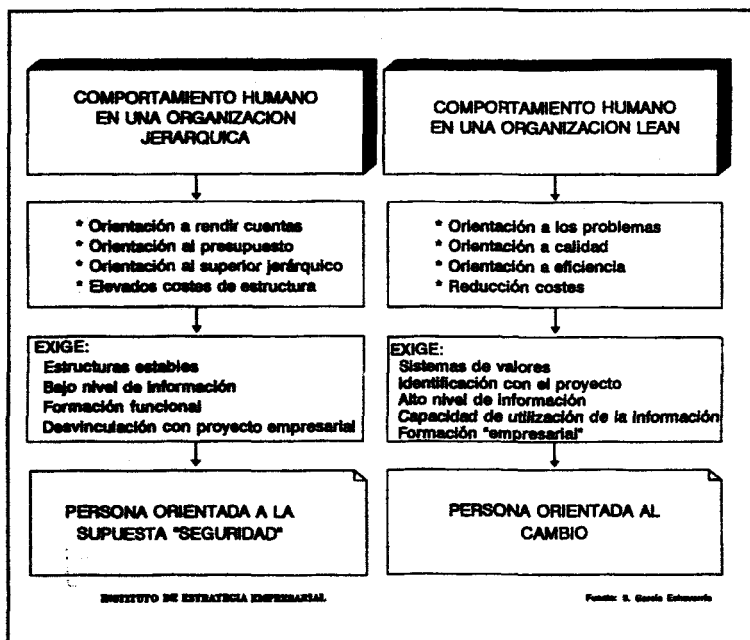 COMPORTAMIENTO HUMANO
EN UNA ORGANIZACION
JERARQUICA
* Orientación a rendir cuentas
* Orientación al presupuesto
* Orientación al superior jerárquico
* Elevados costes de estructura
EXIGE:
Estructuras estables
Bajo nivel de información
Formación funcional
Desvinculación con proyecto empresarial
PERSONA ORIENTADA A LA
SUPUESTA "SEGURIDAD"
COMPORTAMIENTO HUMANO
EN UNA ORGANIZACION LEAN
* Orientación a los problemas
* Orientación a calidad
* Orientación a eficiencia
* Reducción costes
EXIGE:
Sistemas de valores
Identificación con el proyecto
Alto nivel de información
Capacidad de utilización de la información
Formación "empresarial"
PERSONA ORIENTADA AL
CAMBIO
INSTITUTO DE ESTRATEGIA EMPRESARIAL
Fuente: S. García Echevarría